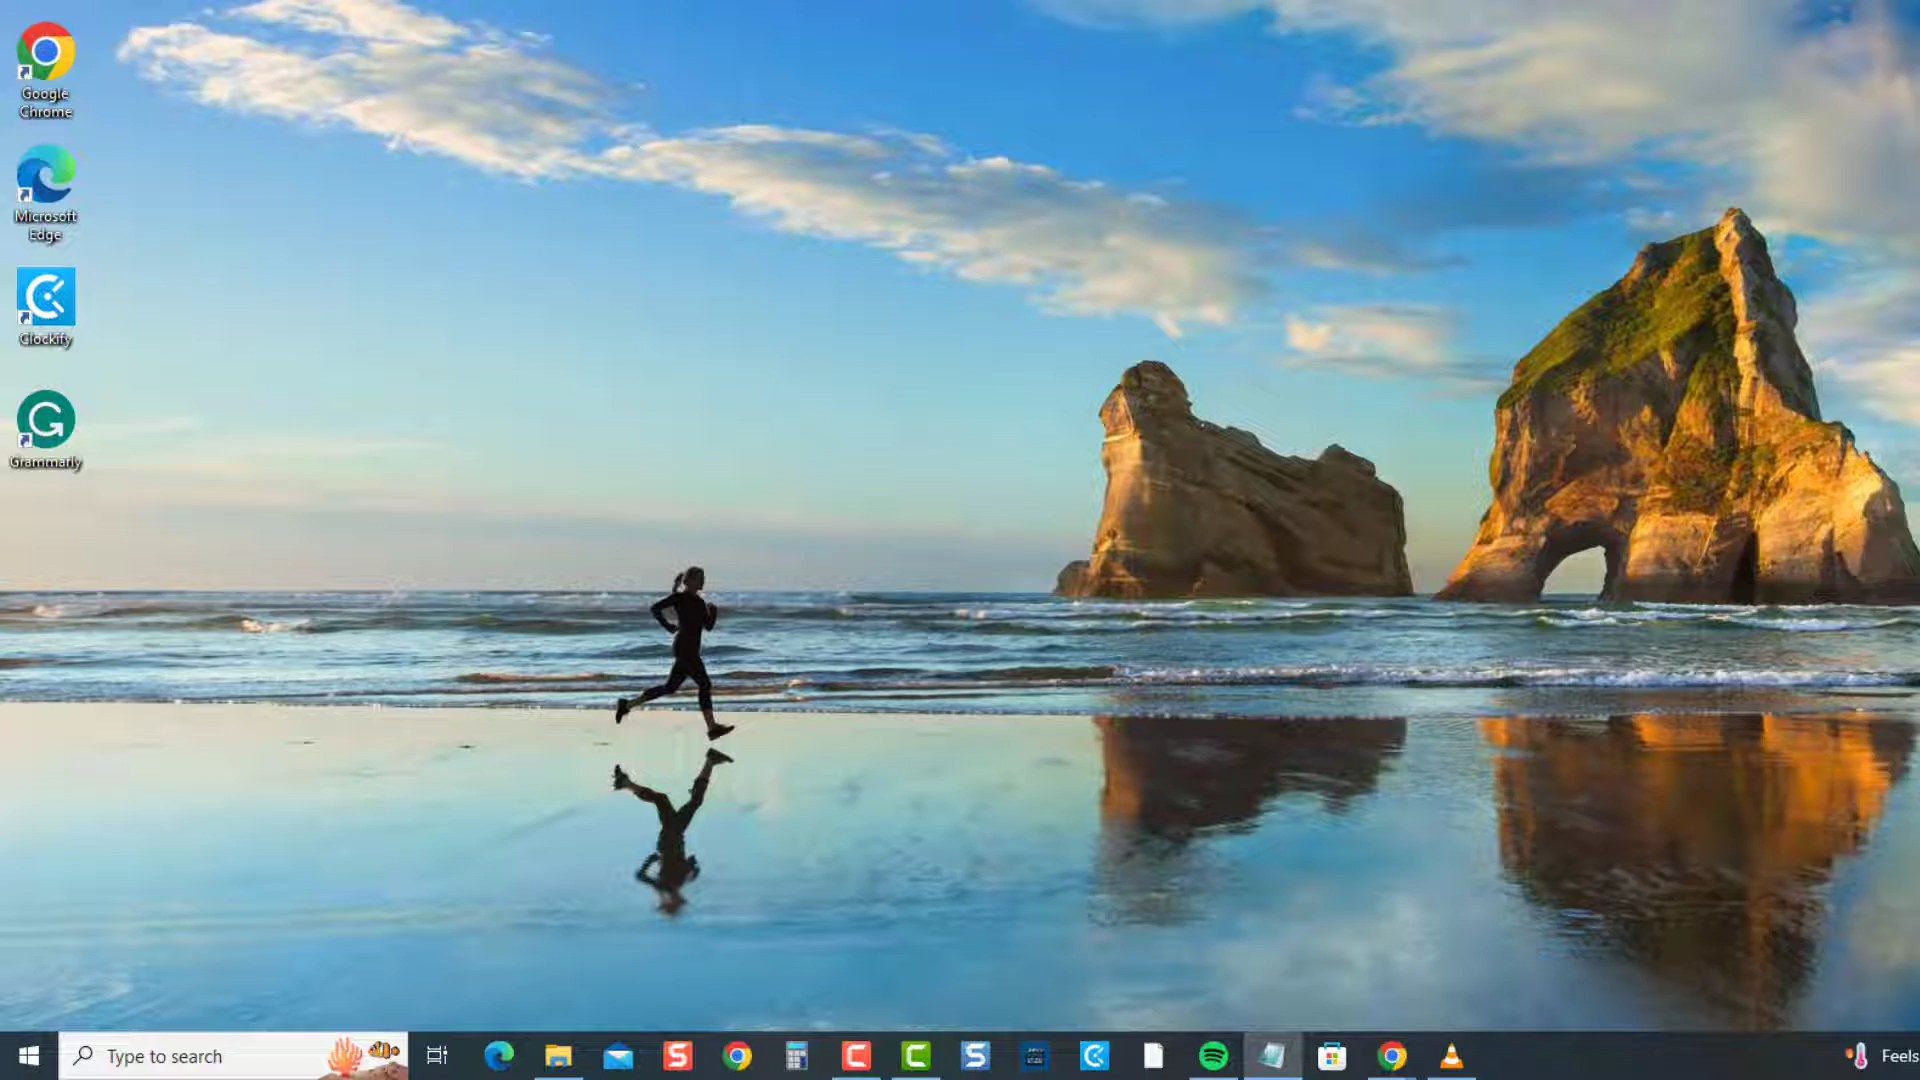 Google
Chrome
Microsoft
Edge
Clockify
Grammarly
Type to search
Feels